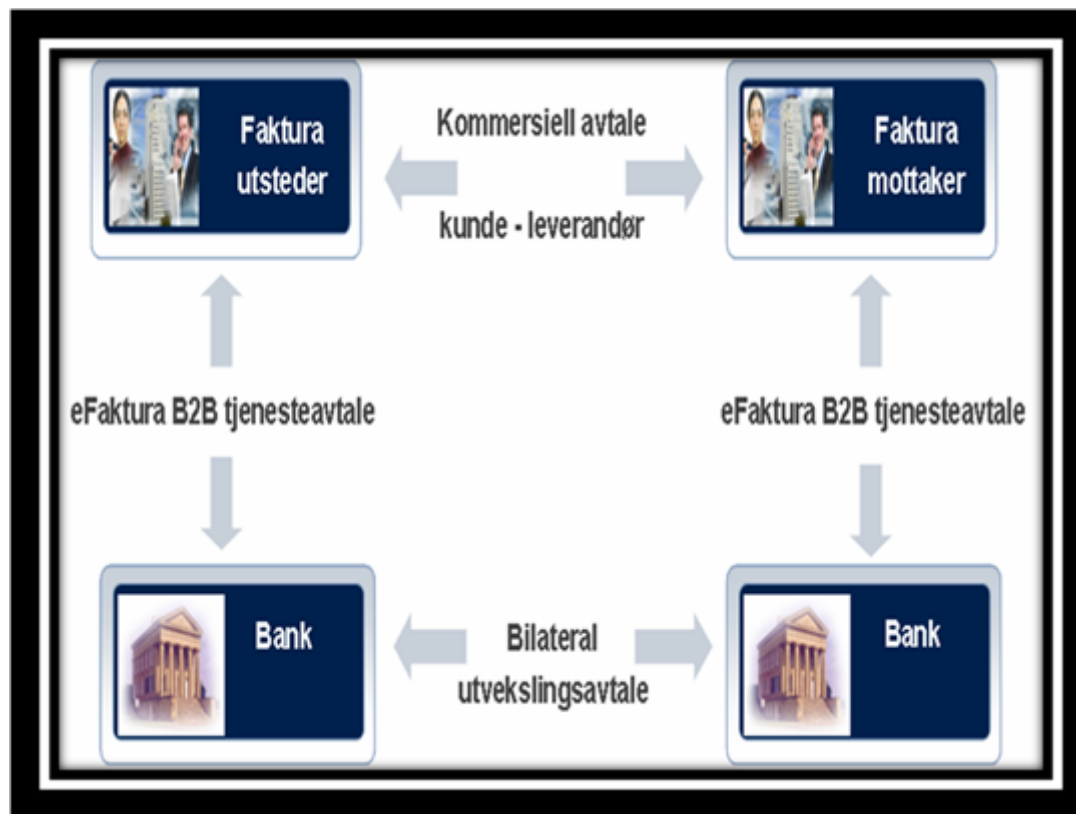 Faktura
utsteder
Kommersiell avtale
kunde - leverandør
Faktura
mottaker
eFaktura B2B tjenesteavtale
eFaktura B2B tjenesteavtale
Bank
Bilateral
utvekslingsavtale
Bank